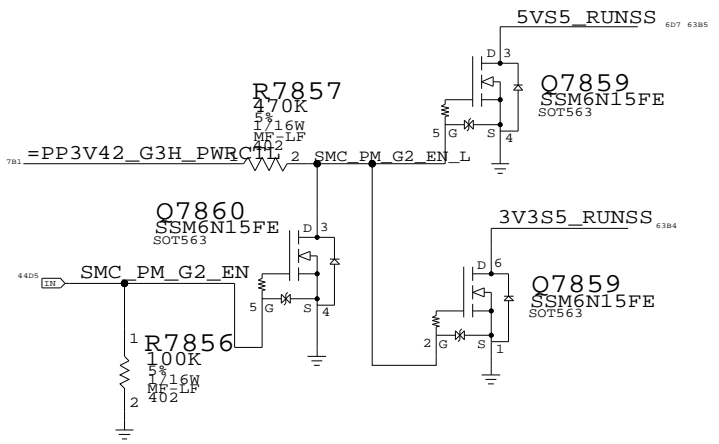 5VS5_RUNSS
6D7 63B5
D 3
Q7859
SSM6N15FE
SOT563
5 G S 4
R7857
470K
5%
1/16W
MF-LF
402
7B1
=PP3V42_G3H_PWRCTL
2
SMC_PM_G2_EN_L
Q7860
SSM6N15FE
SOT563
D 3
5 G S 4
3V3S5_RUNSS
63B4
D 6
Q7859
SSM6N15FE
SOT563
2 G S 1
44D5
IN
SMC_PM_G2_EN
1
R7856
100K
5%
1/16W
MF-LF
402
2